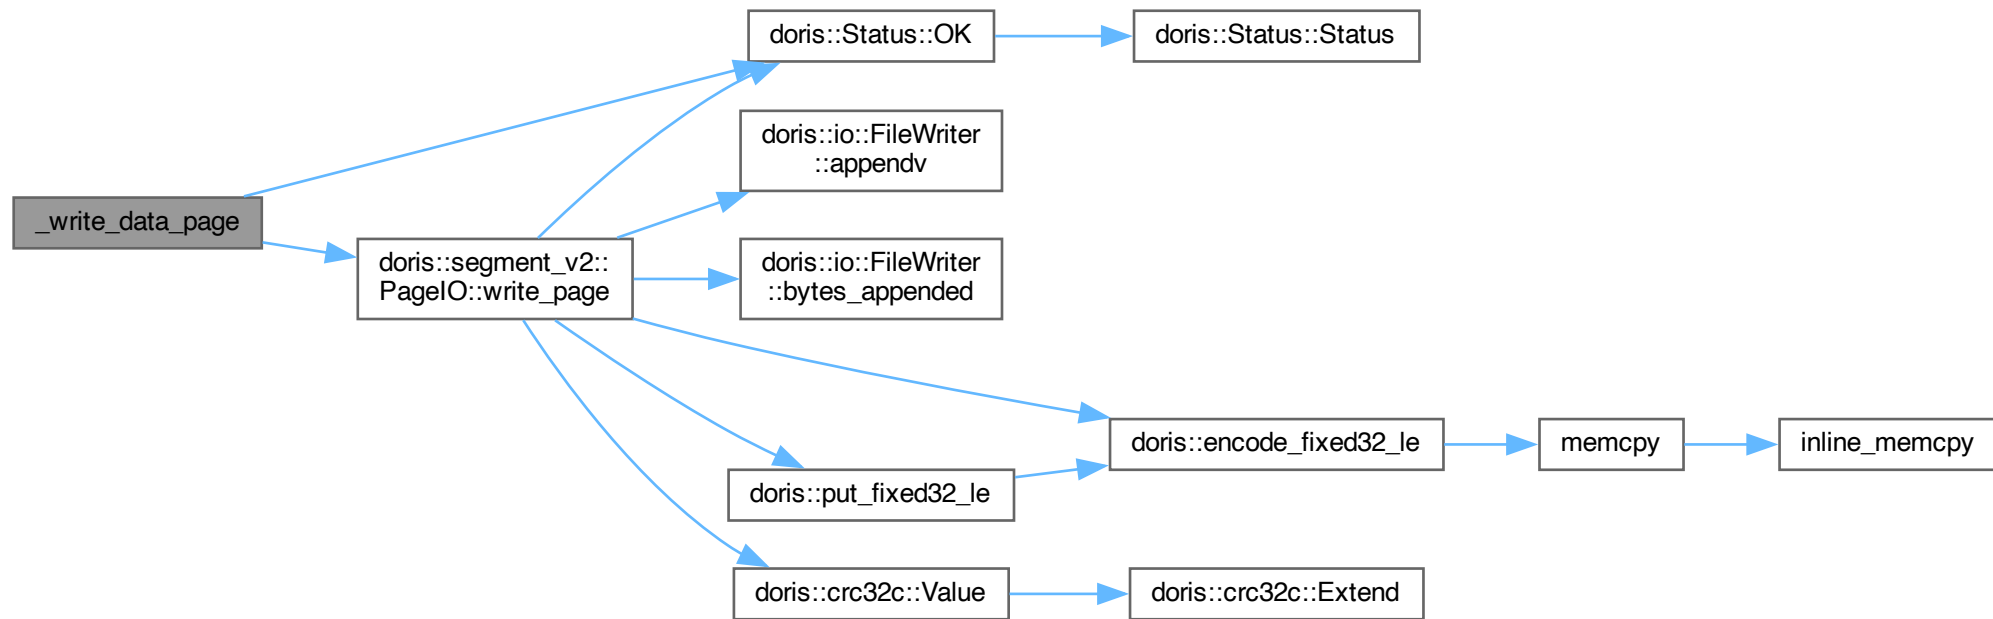 doris::Status::OK
doris::Status::Status
doris::io::FileWriter
::appendv
_write_data_page
doris::segment_v2::
PageIO::write_page
doris::io::FileWriter
::bytes_appended
doris::encode_fixed32_le
memcpy
inline_memcpy
doris::put_fixed32_le
doris::crc32c::Value
doris::crc32c::Extend